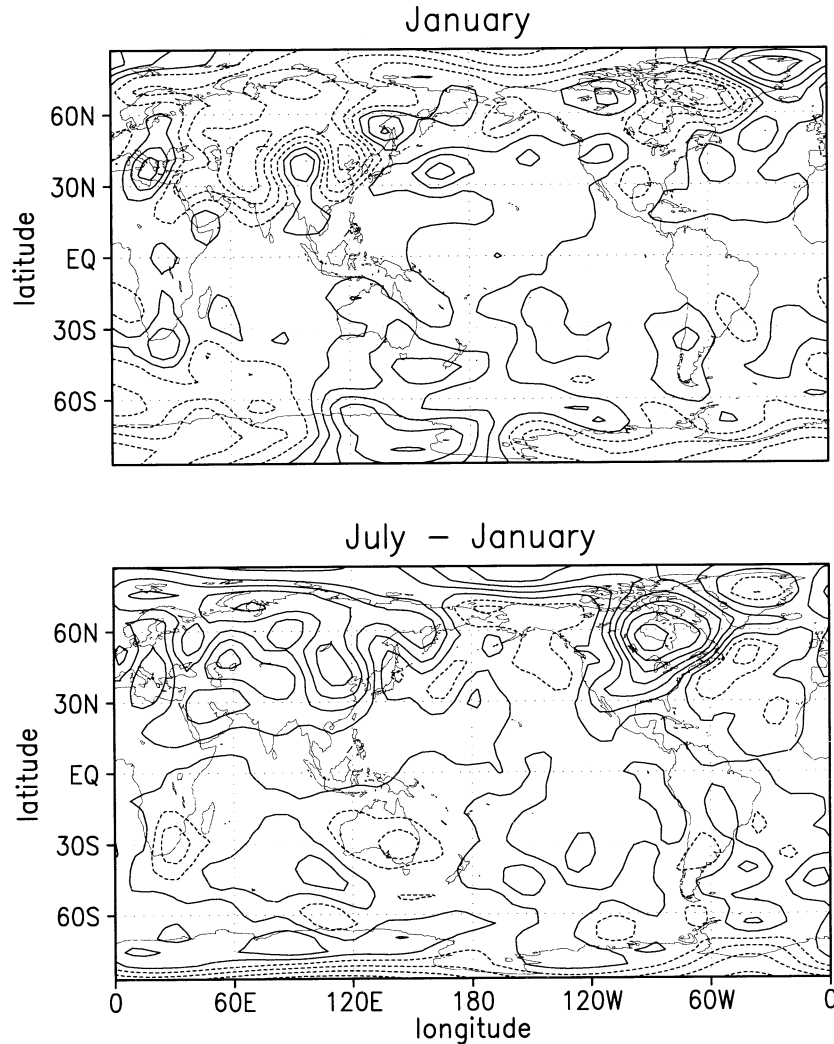 January
60N
30N
EQ
30S
60S
latitude
July – January
60N
30N
EQ
30S
60S
latitude
0 60E 120E 180 120W 60W 0
longitude